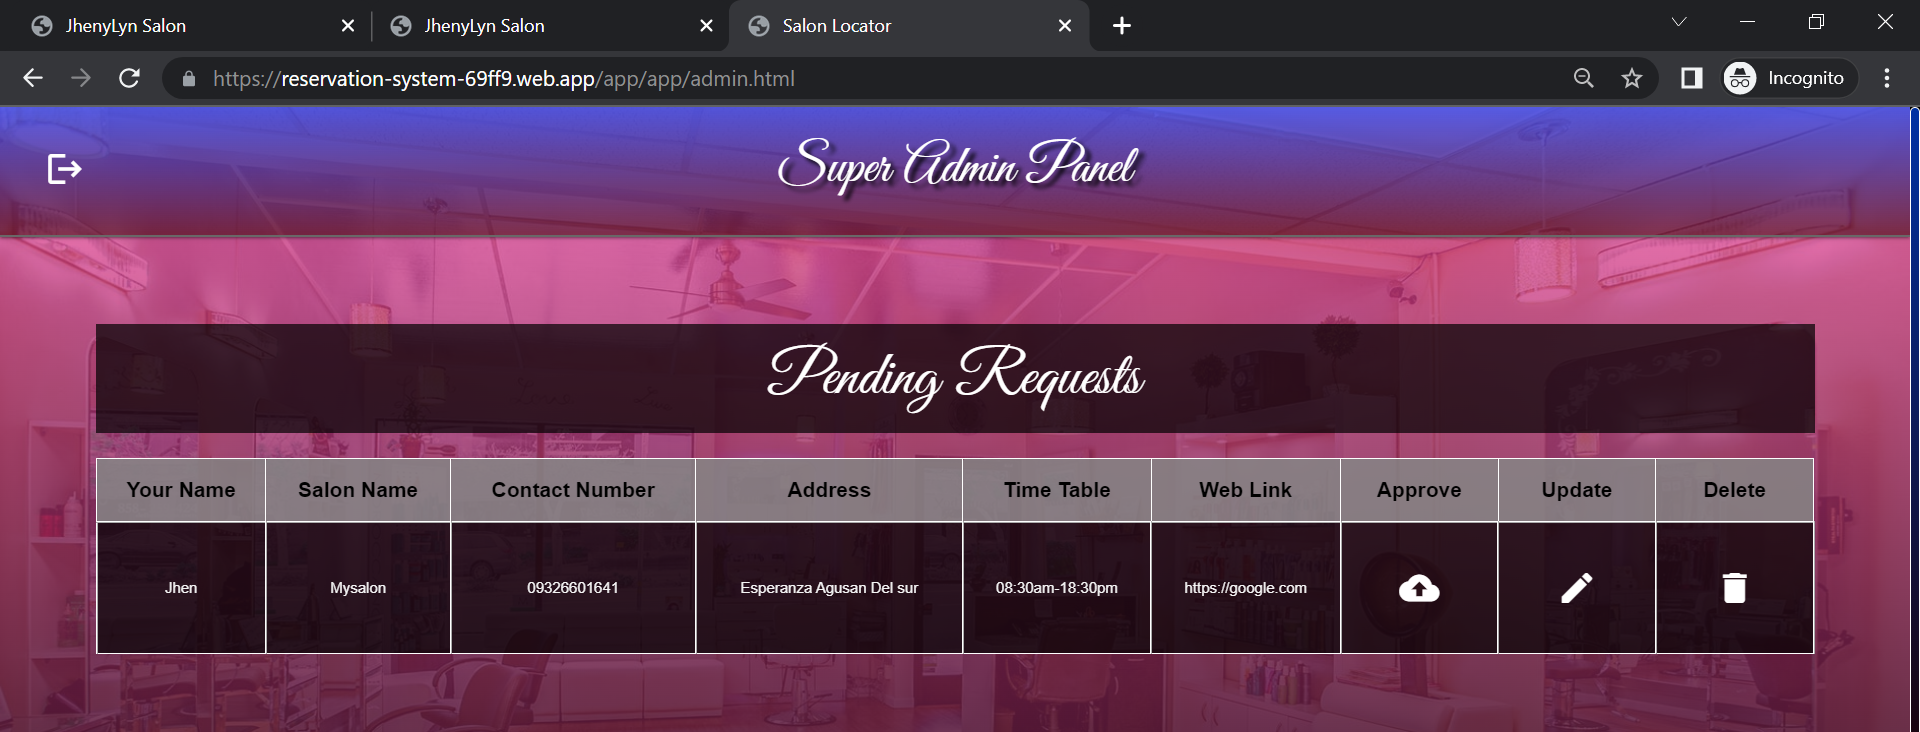 JhenyLyn Salon
JhenyLyn Salon
Salon Locator
https://reservation-system-69ff9.web.app/app/app/admin.html
Incognito
Super Admin Panel
Pending Requests
Your Name Salon Name Contact Number Address Time Table Web Link Approve Update Delete
Jhen Mysalon 09326601641 Esperanza Agusan Del sur 08:30am-18:30pm https://google.com